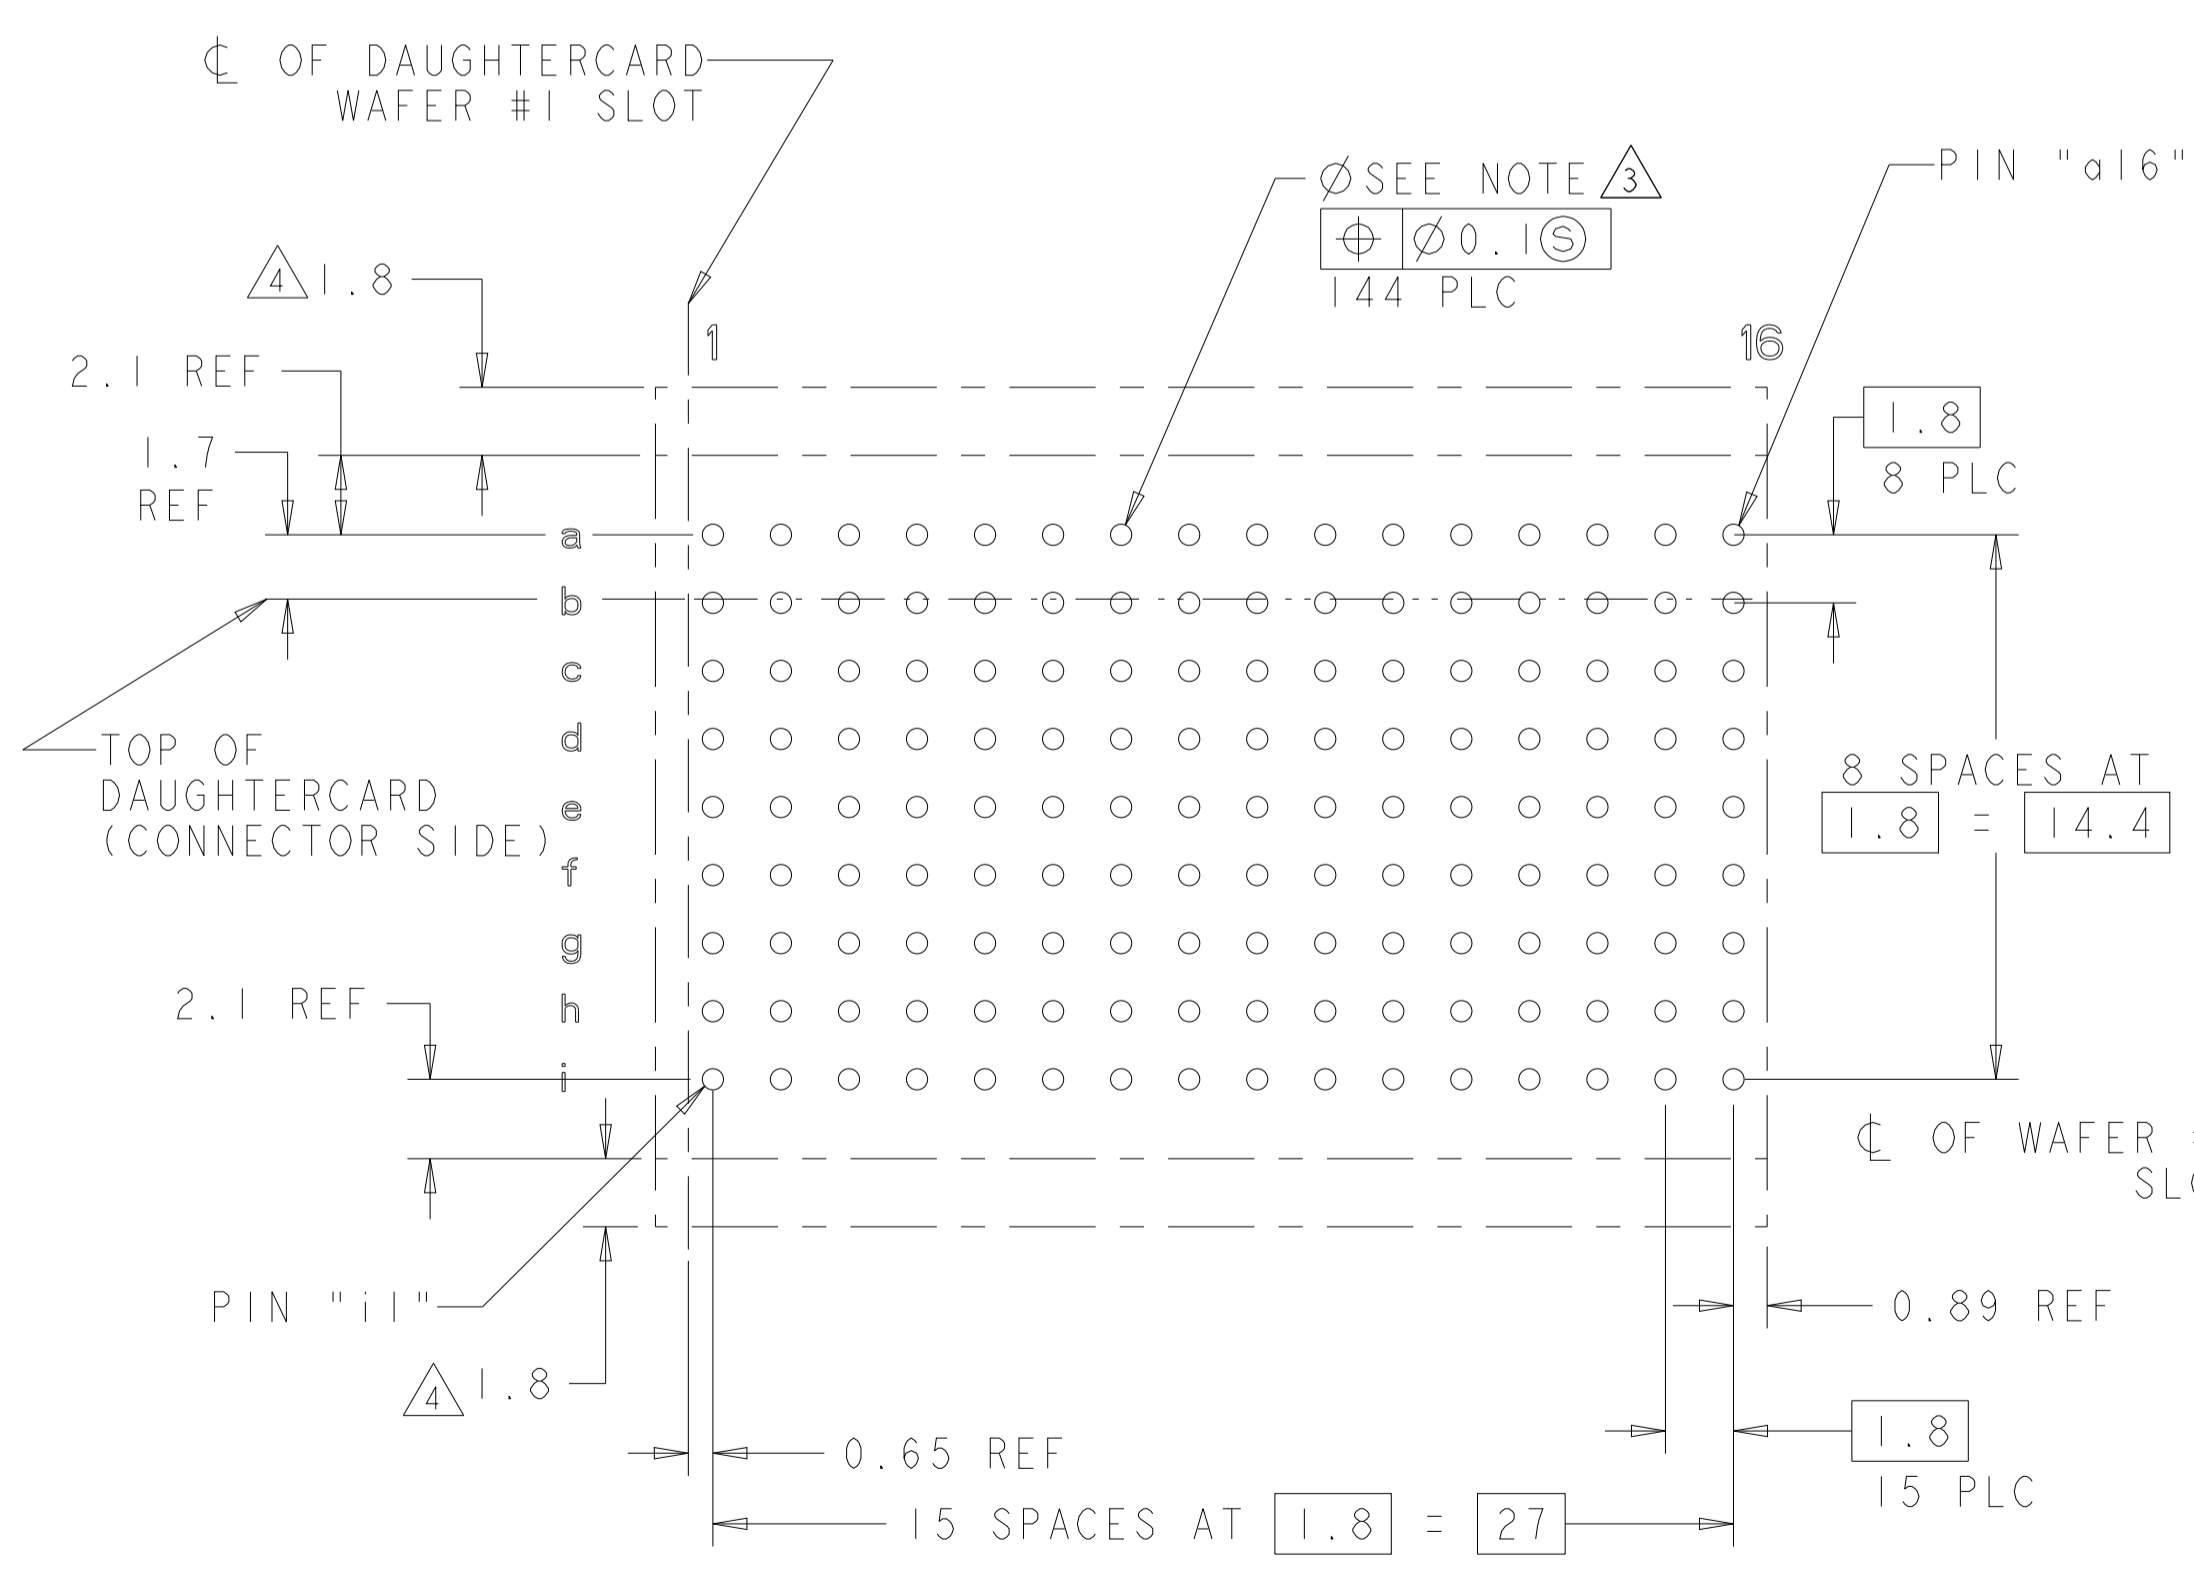 ℄ OF DAUGHTERCARD
WAFER #1 SLOT
⌀SEE NOTE 3
⌖ ⌀0.1Ⓢ
144 PLC
PIN "a16"
4 1.8
2.1 REF
1.7
REF
1
16
1.8
8 PLC
a
b
c
d
e
f
g
h
i
TOP OF
DAUGHTERCARD
(CONNECTOR SIDE)
8 SPACES AT
1.8 = 14.4
2.1 REF
℄ OF WAFER
PIN "i1"
4 1.8
0.89 REF
0.65 REF
1.8
15 PLC
15 SPACES AT 1.8 = 27